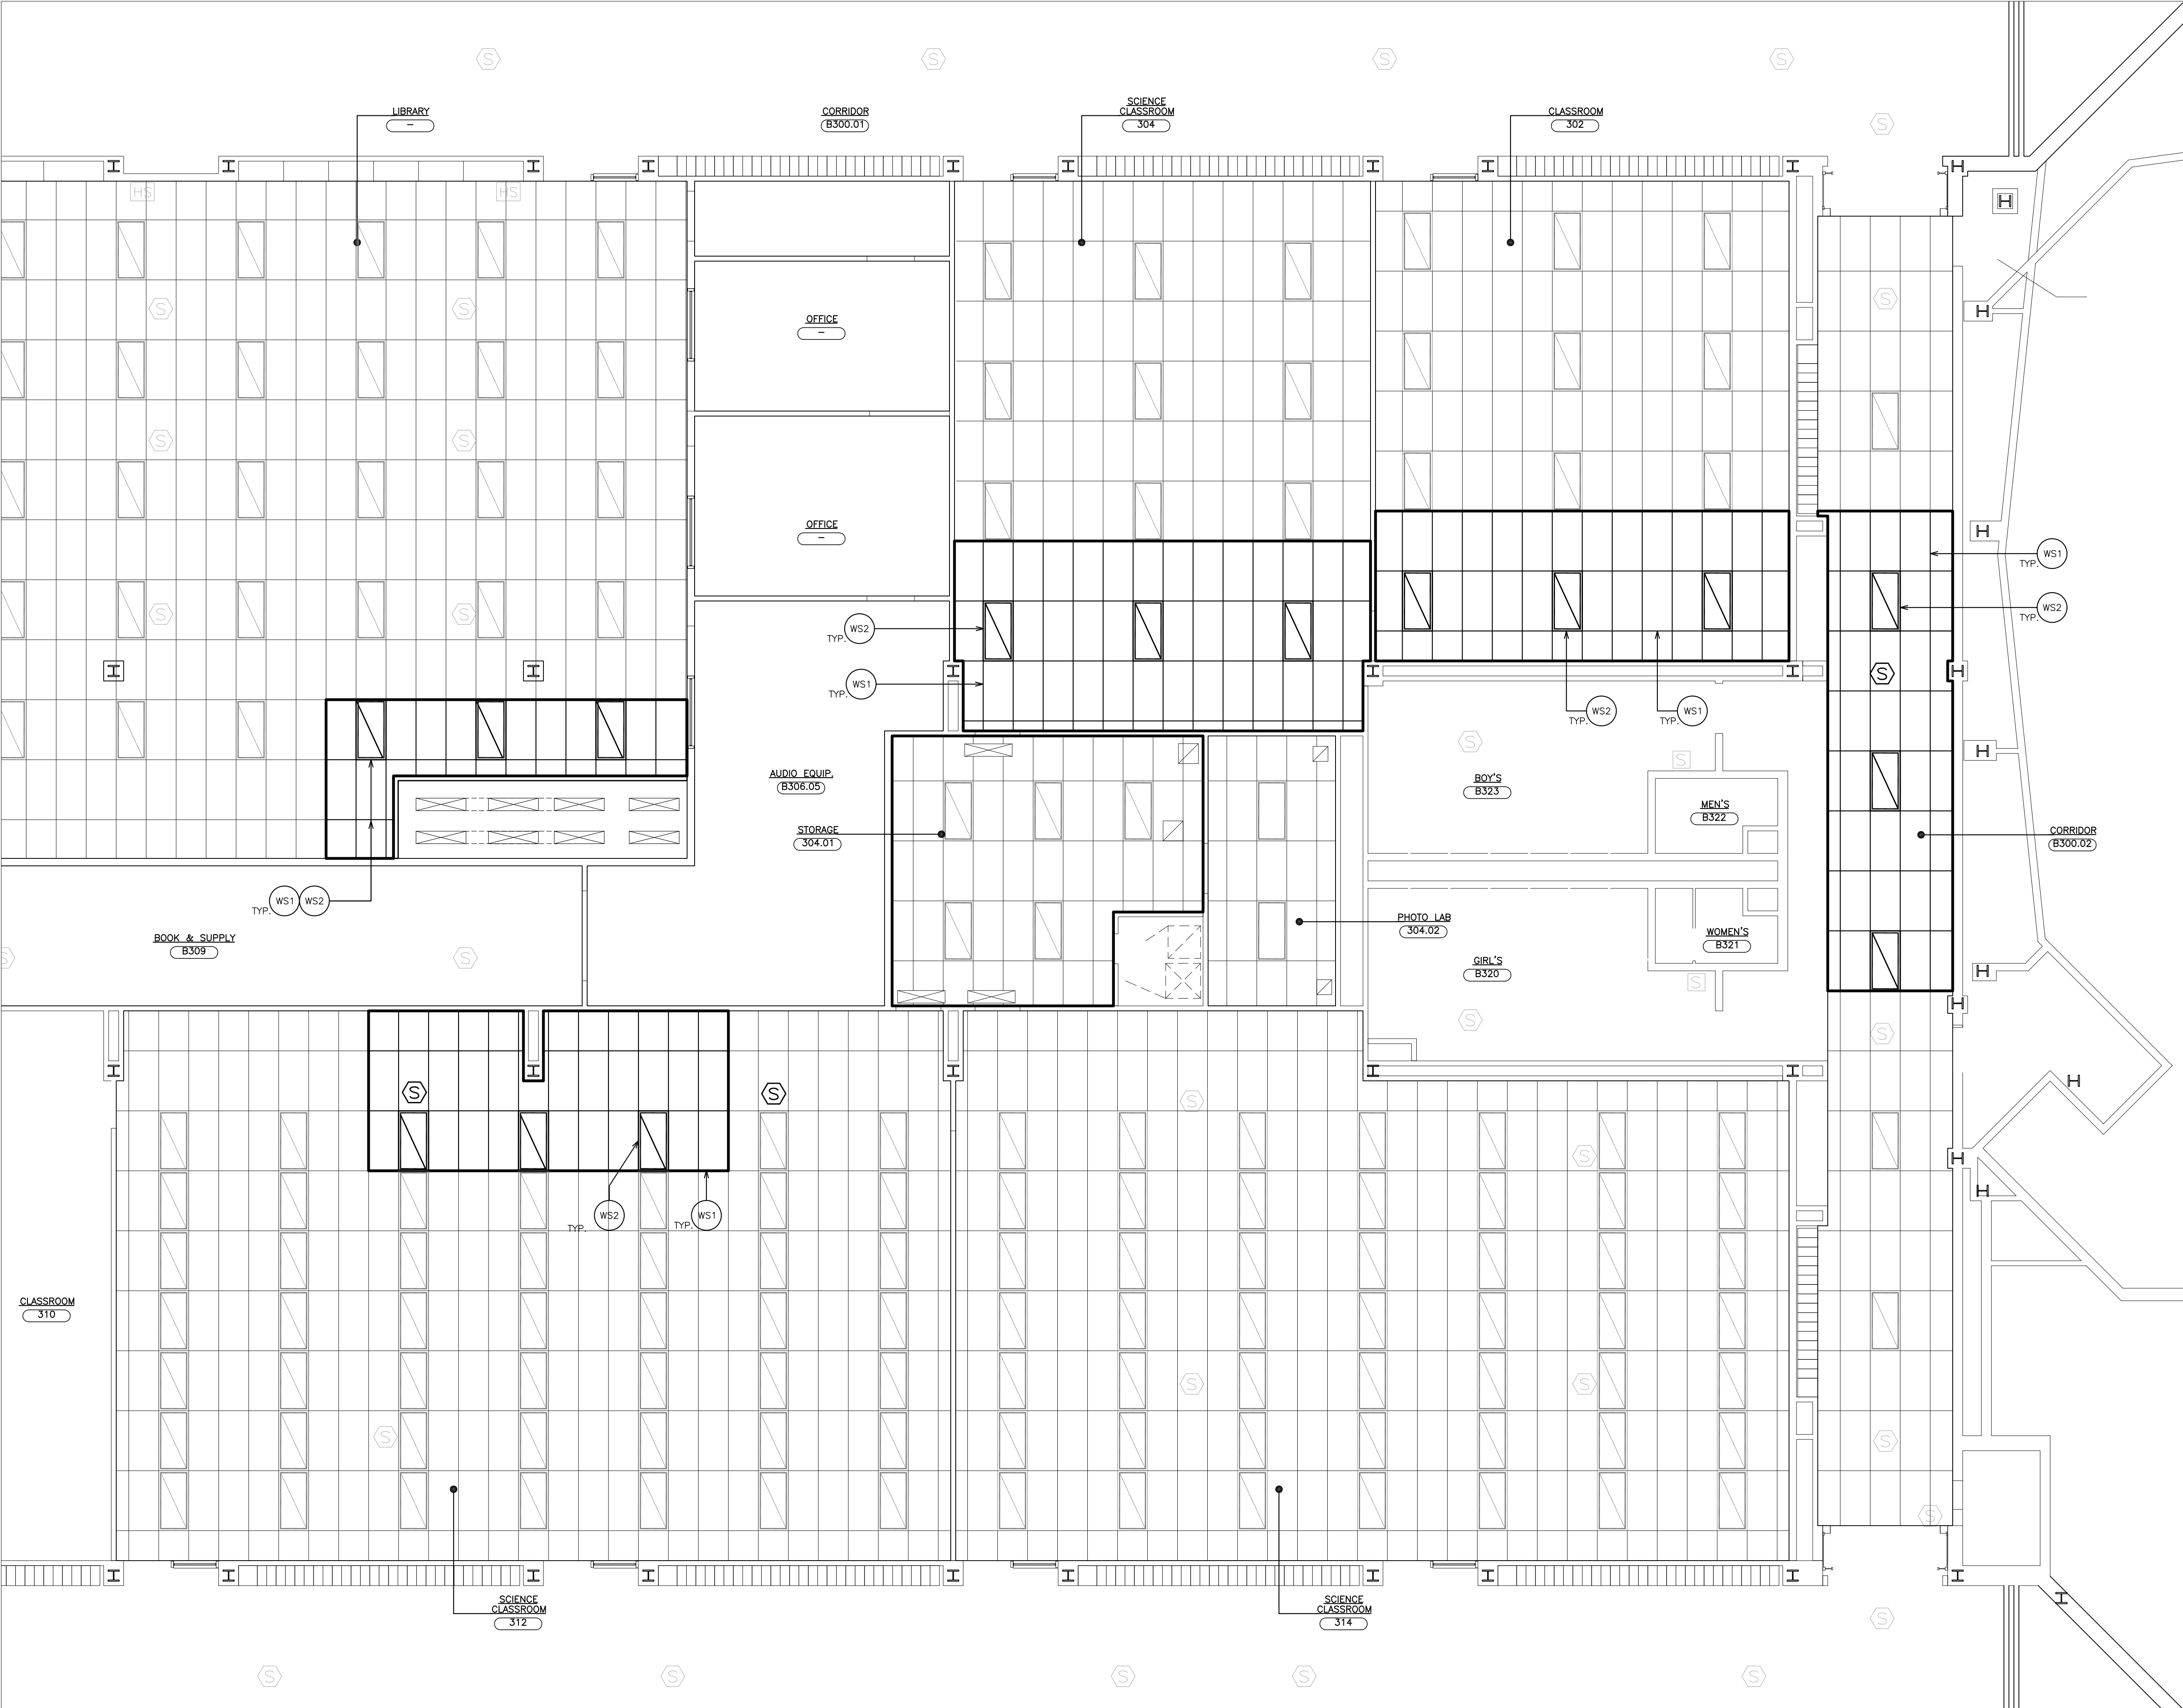 S
S
S
S
LIBRARY
–
CORRIDOR
B300.01
SCIENCE
CLASSROOM
304
CLASSROOM
302
S
HS
HS
S
S
S
OFFICE
–
S
S
OFFICE
–
WS1
TYP.
WS2
TYP.
S
S
WS2
TYP.
WS1
TYP.
S
WS2
TYP.
WS1
TYP.
S
S
AUDIO EQUIP.
B306.05
BOY'S
B323
MEN'S
B322
STORAGE
304.01
CORRIDOR
B300.02
TYP.
WS1
WS2
PHOTO LAB
304.02
WOMEN'S
B321
BOOK & SUPPLY
B309
S
S
GIRL'S
B320
S
S
S
S
S
S
S
WS2
TYP.
WS1
TYP.
CLASSROOM
310
S
S
S
S
S
SCIENCE
CLASSROOM
312
SCIENCE
CLASSROOM
314
S
S
S
S
S
S